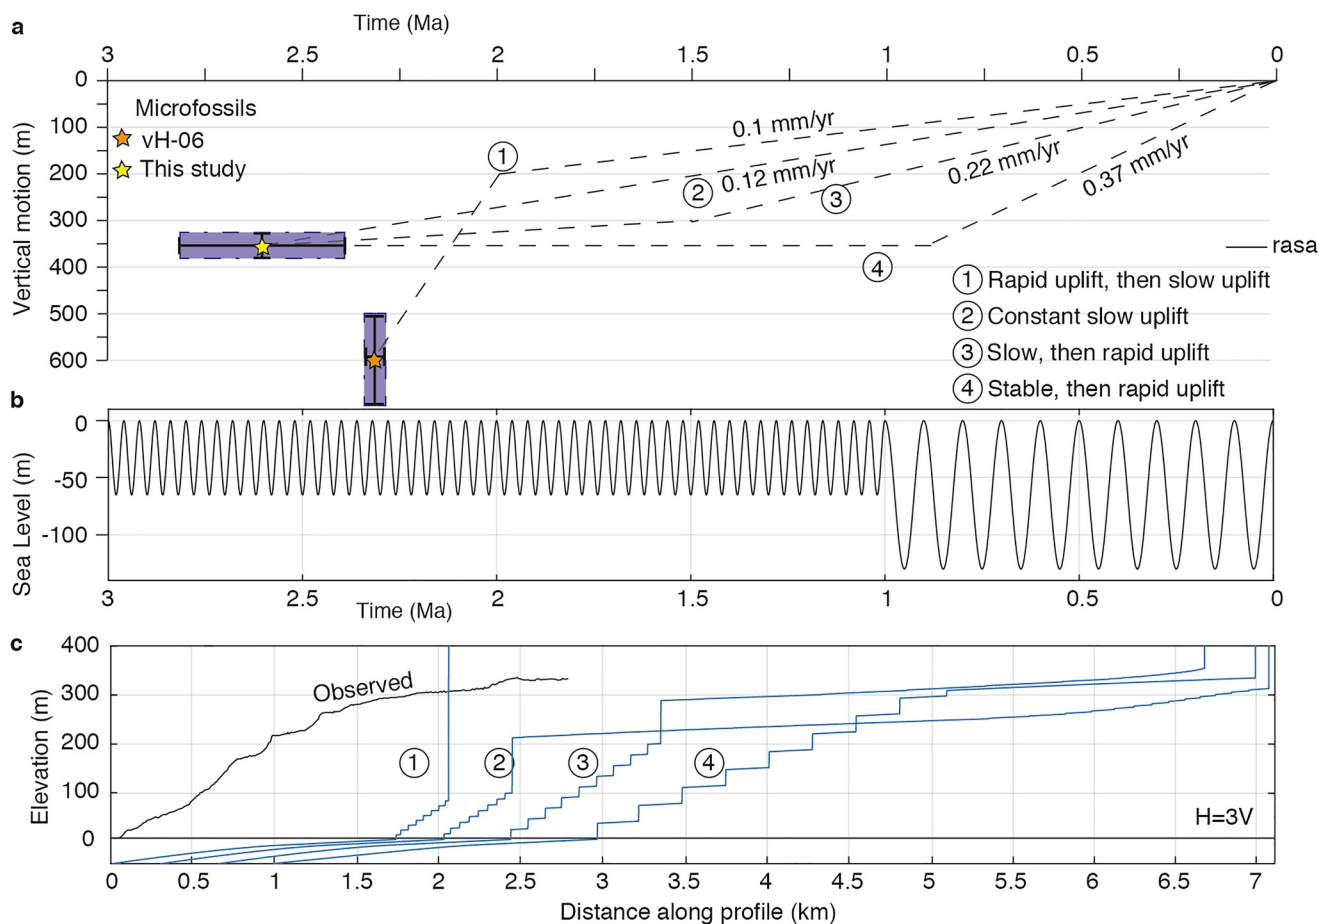 a
Time (Ma)
3 2.5 2 1.5 1 0.5 0
Vertical motion (m)
0
100
200
300
400
500
600
Microfossils
vH-06
This study
0.1 mm/yr
0.12 mm/yr
0.22 mm/yr
0.37 mm/yr
1
2
3
4
rasa
1 Rapid uplift, then slow uplift
2 Constant slow uplift
3 Slow, then rapid uplift
4 Stable, then rapid uplift
b
Sea Level (m)
0
-50
-100
3 2.5 2 1.5 1 0.5 0
Time (Ma)
c
Elevation (m)
400
300
200
100
0
Observed
1 2 3 4
H=3V
0 0.5 1 1.5 2 2.5 3 3.5 4 4.5 5 5.5 6 6.5 7
Distance along profile (km)